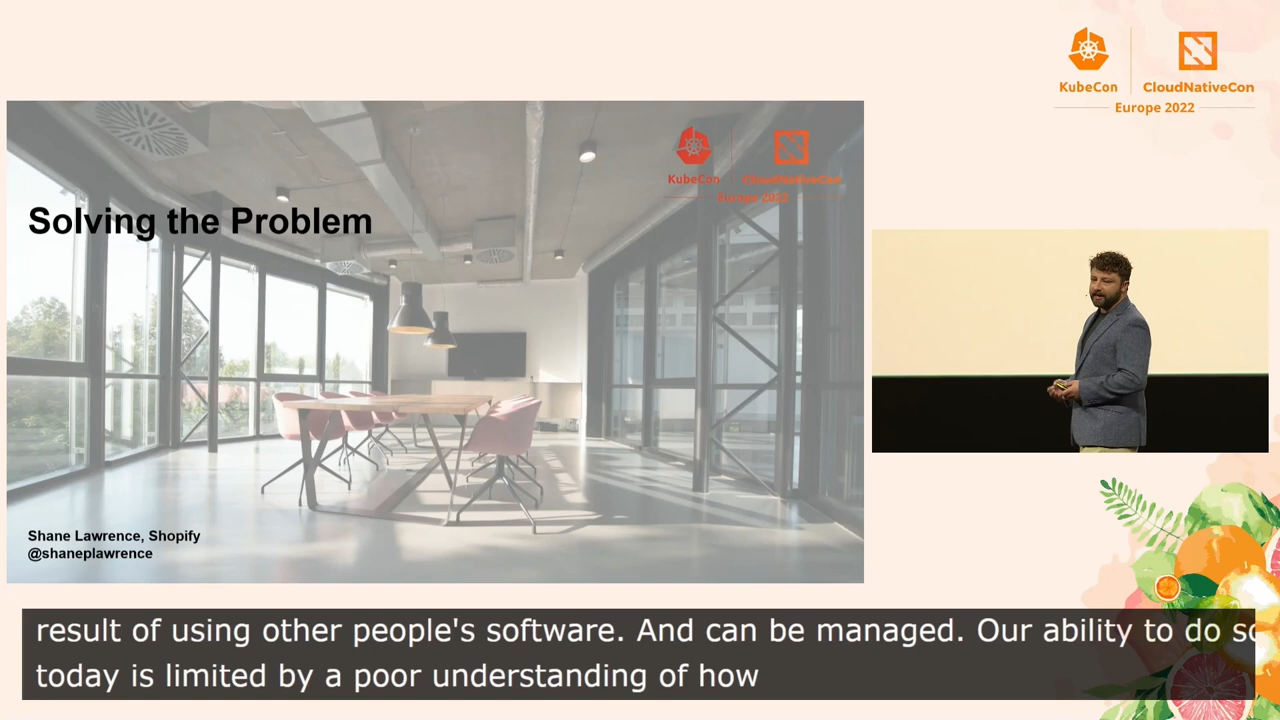 KubeCon
CloudNativeCon
Europe 2022
KubeCon
CloudNativeCon
Europe 2022
Solving the Problem
Shane Lawrence, Shopify
@shaneplawrence
result of using other people's software. And can be managed. Our ability to do so
today is limited by a poor understanding of how